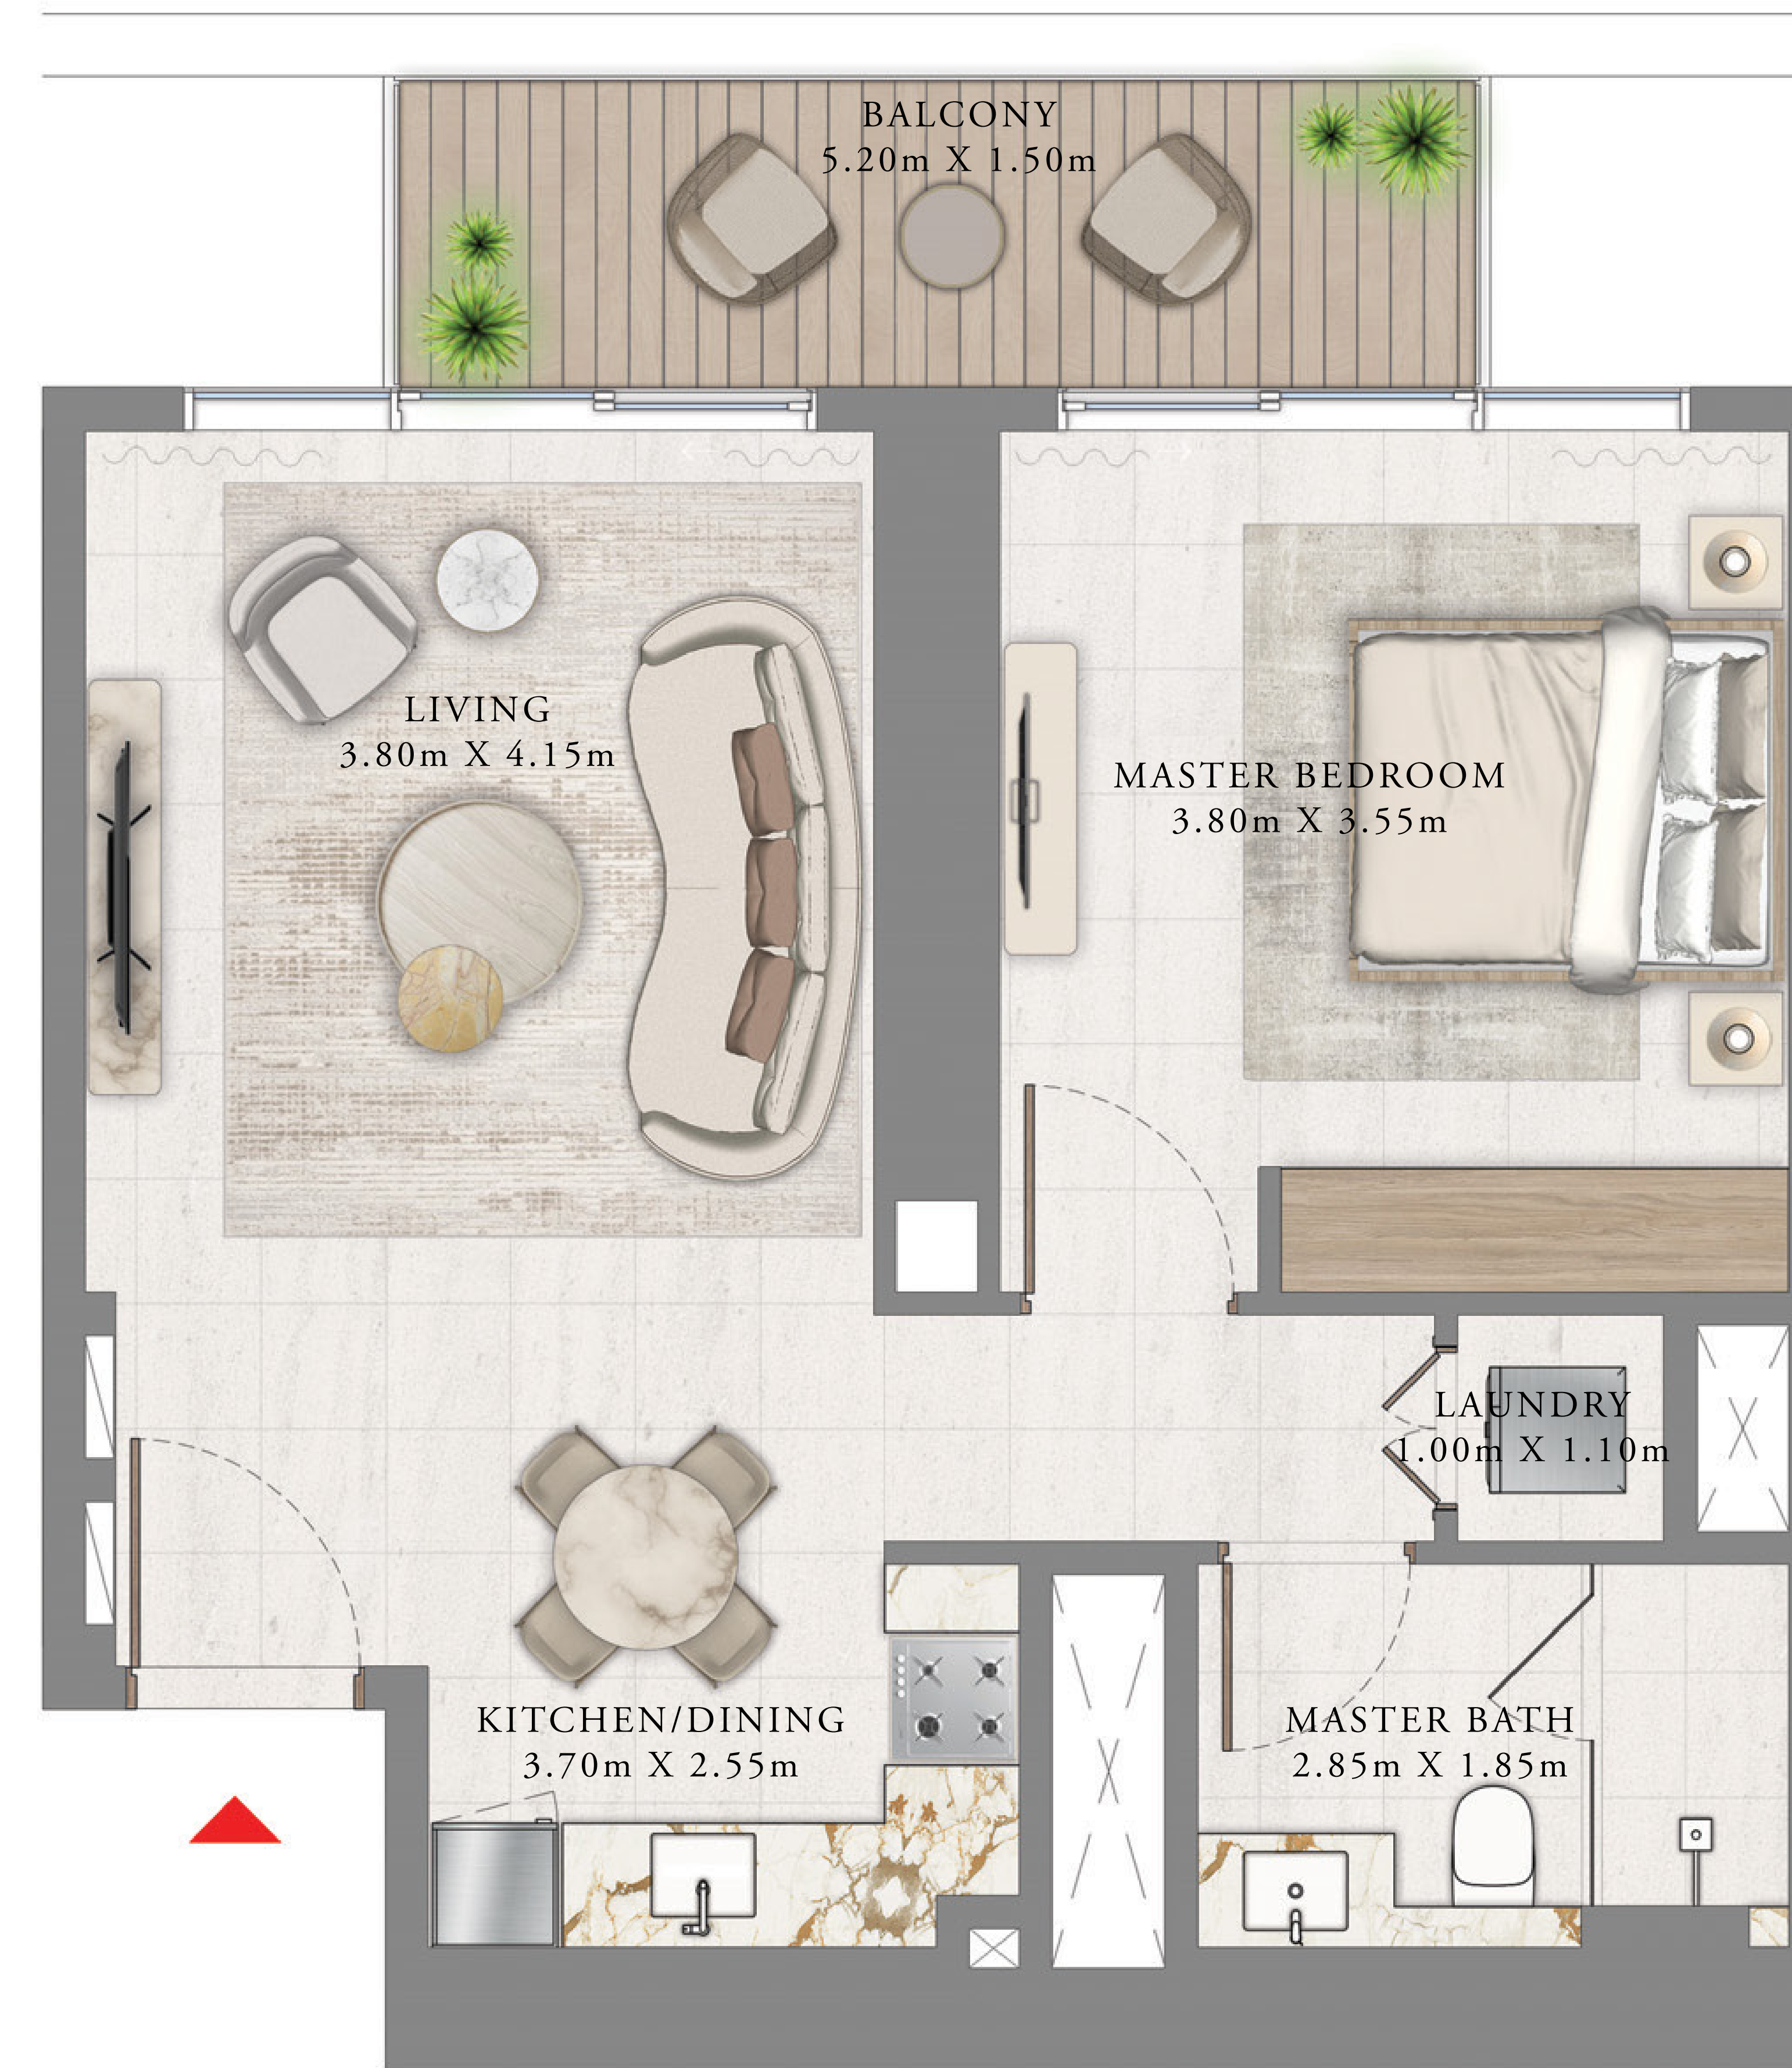 BALCONY
5.20m X 1.50m
LIVING
3.80m X 4.15m
MASTER BEDROOM
3.80m X 3.55m
LAUNDRY
1.00m X 1.10m
KITCHEN/DINING
3.70m X 2.55m
MASTER BATH
2.85m X 1.85m